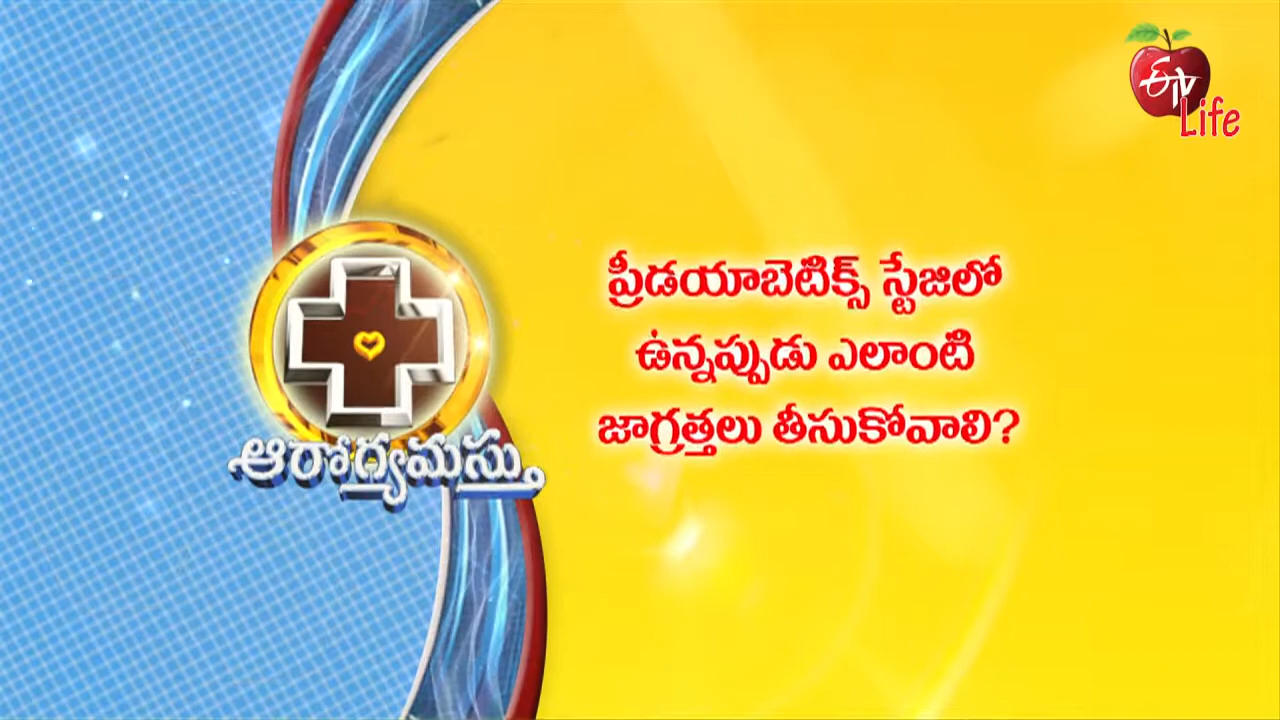 ETV
Life
ప్రీడయాబెటిక్స్ స్టేజిలో
ఉన్నప్పుడు ఎలాంటి
జాగ్రత్తలు తీసుకోవాలి?
ఆరోగ్యమస్తు